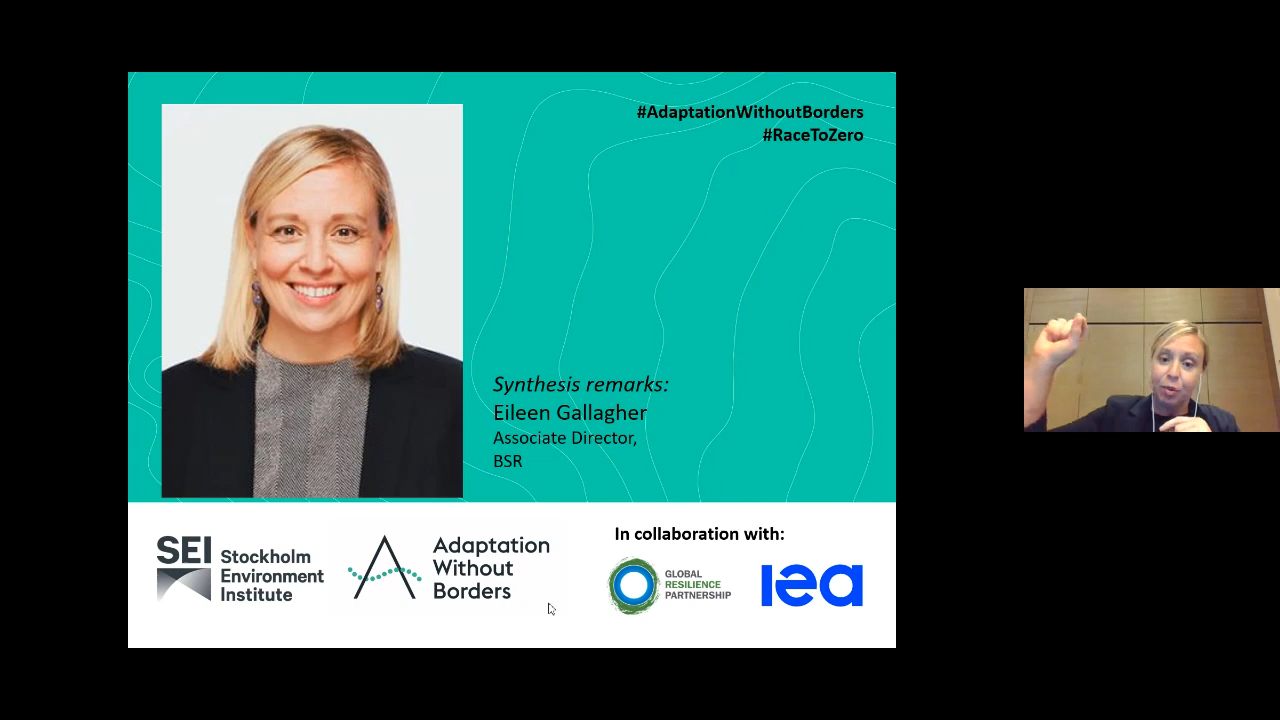 #AdaptationWithoutBorders
#RaceToZero
Synthesis remarks:
Eileen Gallagher
Associate Director,
BSR
SEI Stockholm
Environment
Institute
Adaptation
Without
Borders
In collaboration with:
GLOBAL
RESILIENCE
PARTNERSHIP
iea